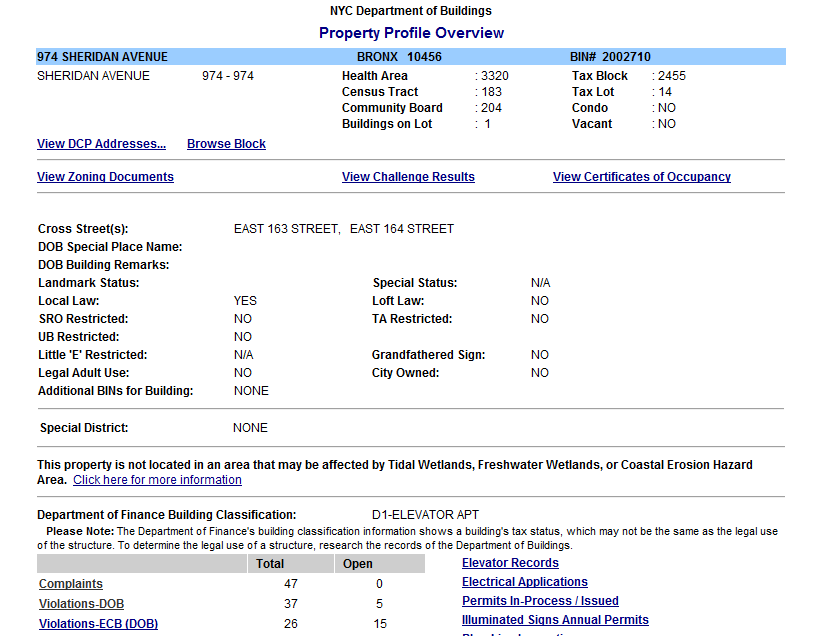 NYC Department of Buildings
Property Profile Overview
974 SHERIDAN AVENUE BRONX 10456 BIN# 2002710
SHERIDAN AVENUE 974 - 974 Health Area : 3320 Tax Block : 2455
Census Tract : 183 Tax Lot : 14
Community Board : 204 Condo : NO
Buildings on Lot : 1 Vacant : NO
View DCP Addresses... Browse Block
View Zoning Documents View Challenge Results View Certificates of Occupancy
Cross Street(s): EAST 163 STREET, EAST 164 STREET
DOB Special Place Name:
DOB Building Remarks:
Landmark Status: Special Status: N/A
Local Law: YES Loft Law: NO
SRO Restricted: NO TA Restricted: NO
UB Restricted: NO
Little 'E' Restricted: N/A Grandfathered Sign: NO
Legal Adult Use: NO City Owned: NO
Additional BINs for Building: NONE
Special District: NONE
This property is not located in an area that may be affected by Tidal Wetlands, Freshwater Wetlands, or Coastal Erosion Hazard
Area. Click here for more information
Department of Finance Building Classification: D1-ELEVATOR APT
Please Note: The Department of Finance's building classification information shows a building's tax status, which may not be the same as the legal use
of the structure. To determine the legal use of a structure, research the records of the Department of Buildings.
Total Open Elevator Records
Complaints 47 0 Electrical Applications
Violations-DOB 37 5 Permits In-Process / Issued
Violations-ECB (DOB) 26 15 Illuminated Signs Annual Permits